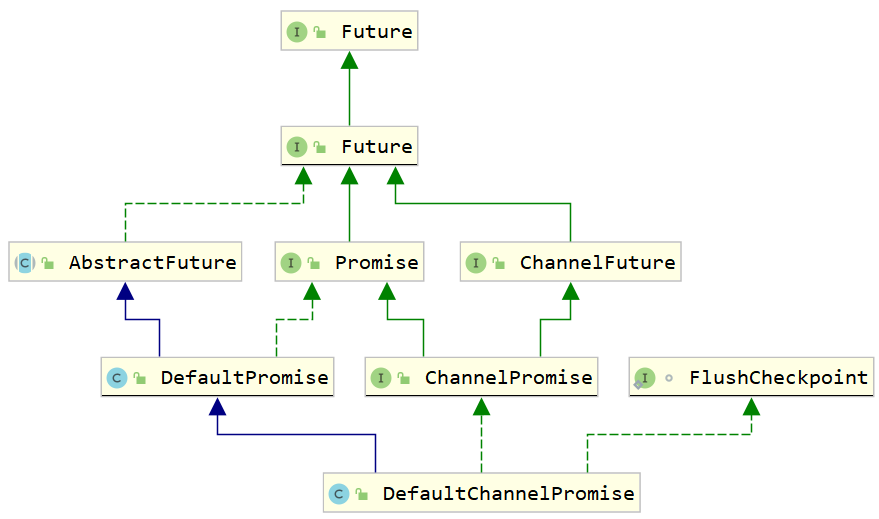 Future
Future
AbstractFuture
Promise
ChannelFuture
DefaultPromise
ChannelPromise
FlushCheckpoint
DefaultChannelPromise